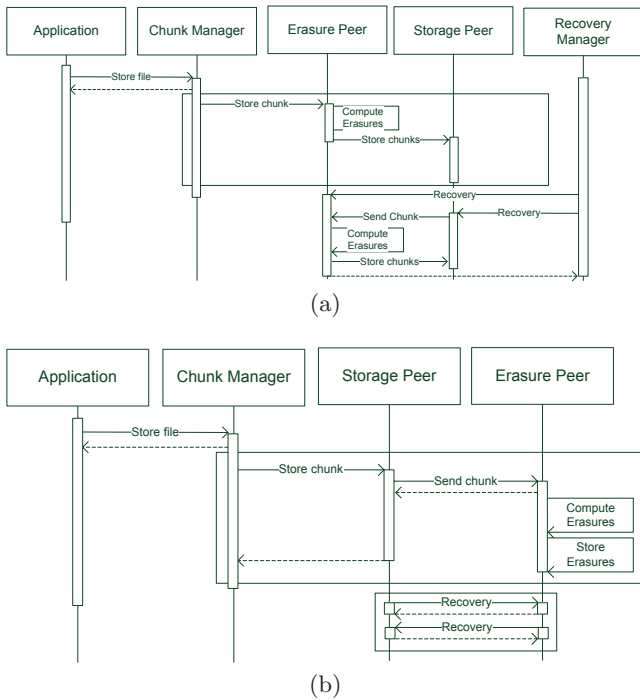 Application
Chunk Manager
Erasure Peer
Storage Peer
Recovery
Manager
Store file
Store chunk
Compute
Erasures
Store chunks
Recovery
Send Chunk
Recovery
Compute
Erasures
Store chunks
(a)
Application
Chunk Manager
Storage Peer
Erasure Peer
Store file
Store chunk
Send chunk
Compute
Erasures
Store
Erasures
Recovery
Recovery
(b)